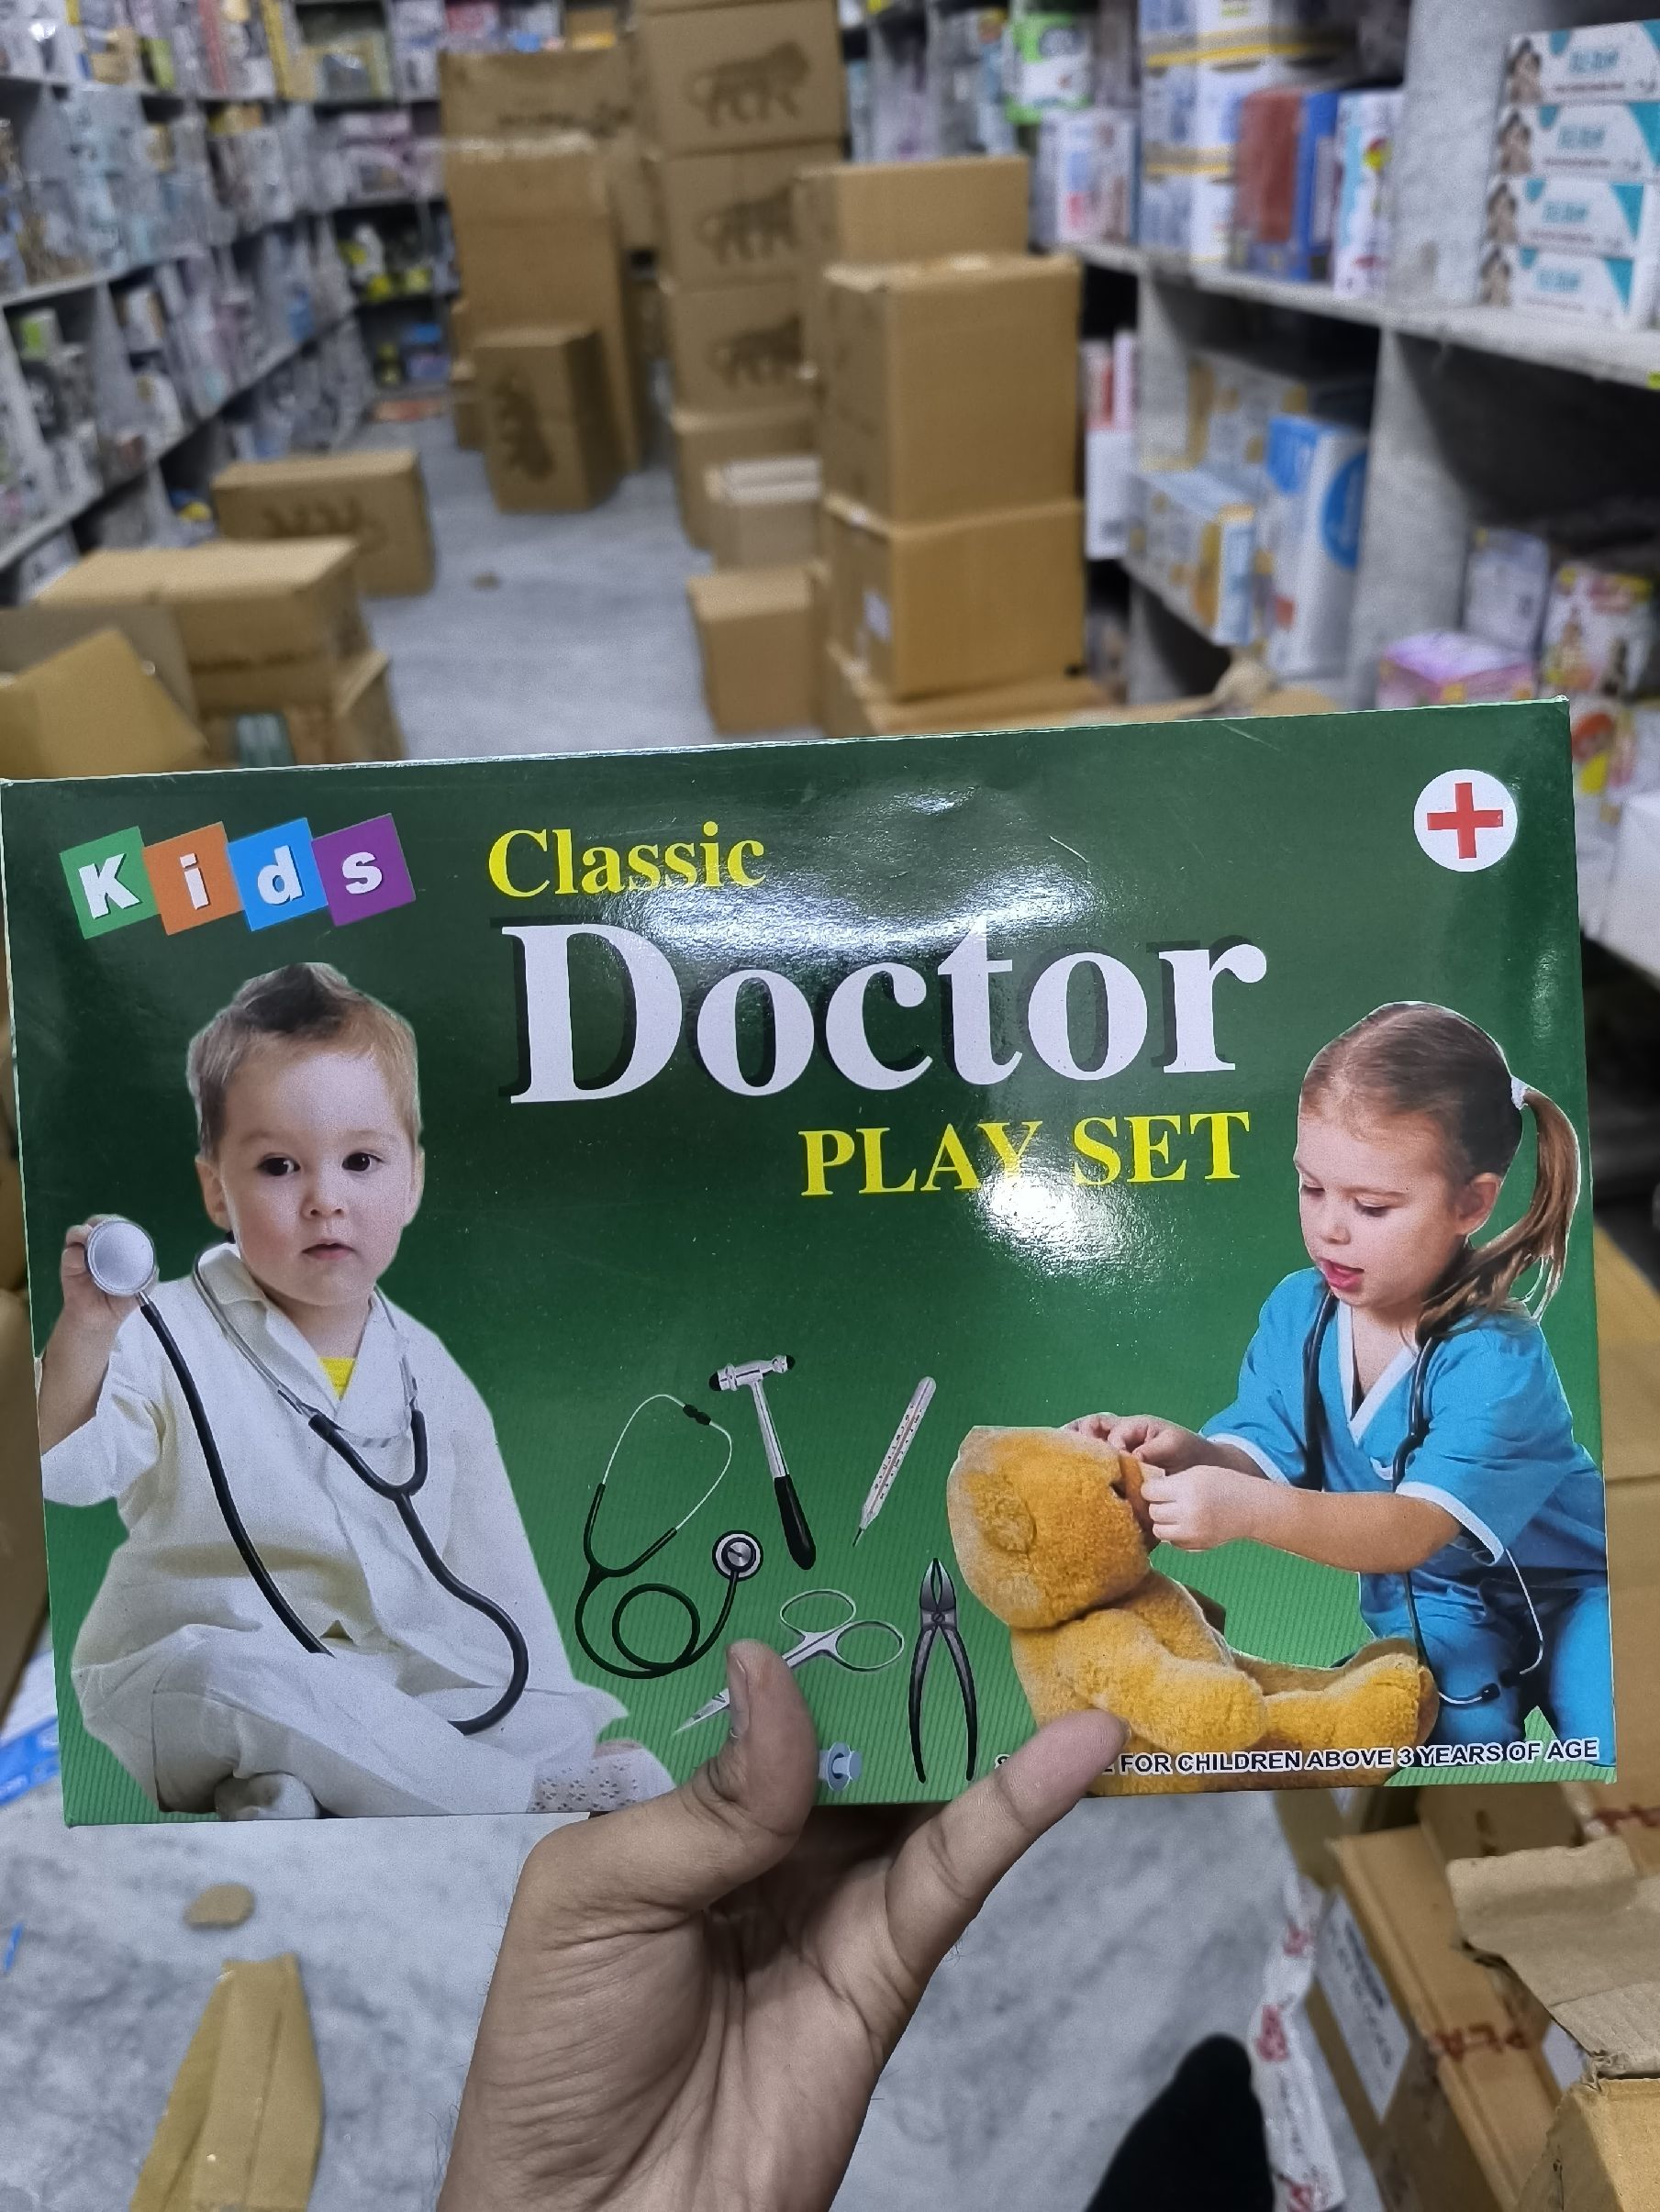 Kids
Classic
Doctor
PLAY SET
FOR CHILDREN ABOVE 3 YEARS OF AGE